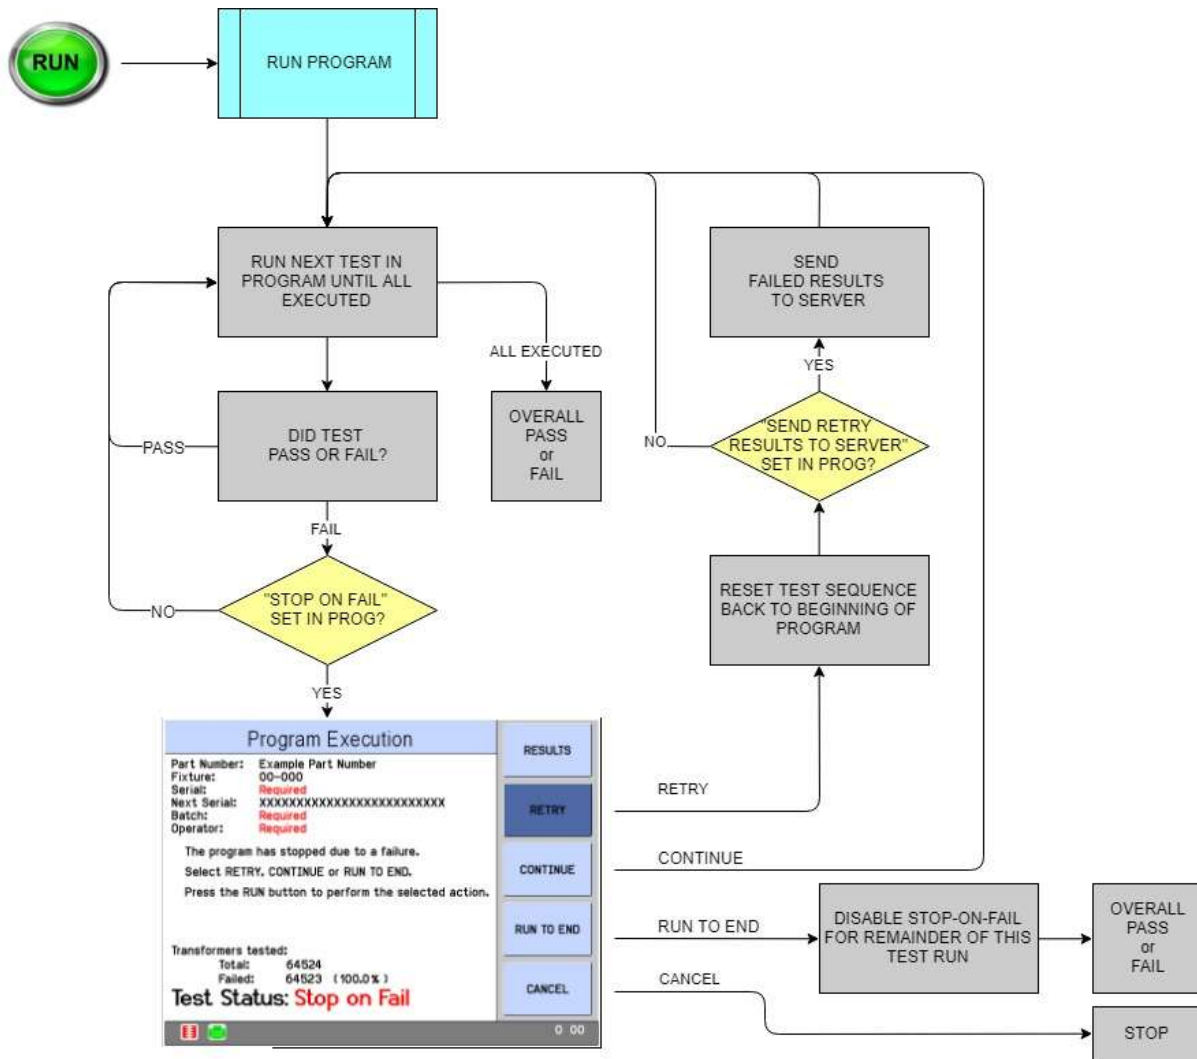 RUN
RUN PROGRAM
RUN NEXT TEST IN
PROGRAM UNTIL ALL
EXECUTED
SEND
FAILED RESULTS
TO SERVER
ALL EXECUTED
YES
PASS
DID TEST
PASS OR FAIL?
OVERALL
PASS
or
FAIL
NO
"SEND RETRY
RESULTS TO SERVER"
SET IN PROG?
FAIL
NO
"STOP ON FAIL"
SET IN PROG?
RESET TEST SEQUENCE
BACK TO BEGINNING OF
PROGRAM
YES
Program Execution
Part Number: Example Part Number
Fixture: 00-000
Serial: Required
Next Serial: XXXXXXXXXXXXXXXXXXXXXXXXX
Batch: Required
Operator: Required
The program has stopped due to a failure.
Select RETRY, CONTINUE or RUN TO END.
Press the RUN button to perform the selected action.
Transformers tested:
Total: 64524
Failed: 64523 (100.0%)
Test Status: Stop on Fail
0 00
RESULTS
RETRY
CONTINUE
RUN TO END
CANCEL
RETRY
CONTINUE
RUN TO END
DISABLE STOP-ON-FAIL
FOR REMAINDER OF THIS
TEST RUN
OVERALL
PASS
or
FAIL
CANCEL
STOP